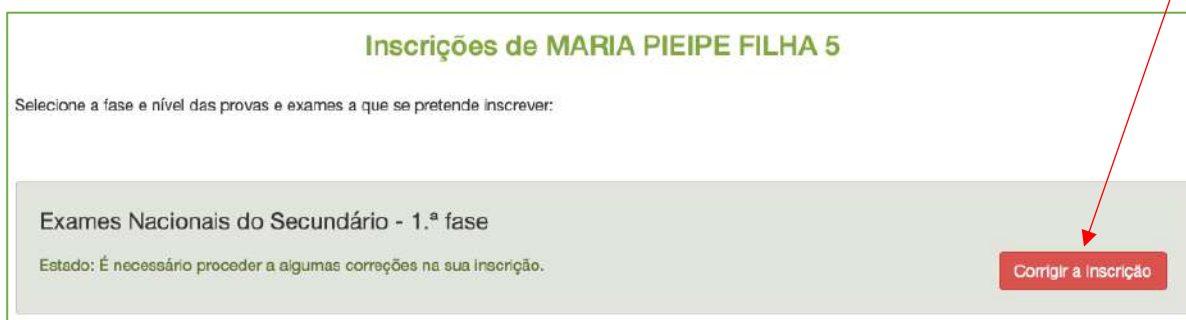 Inscrições de MARIA PIEIPE FILHA 5
Selecione a fase e nível das provas e exames a que se pretende inscrever:
Exames Nacionais do Secundário - 1.ª fase
Estado: É necessário proceder a algumas correções na sua inscrição.
Corrigir a Inscrição